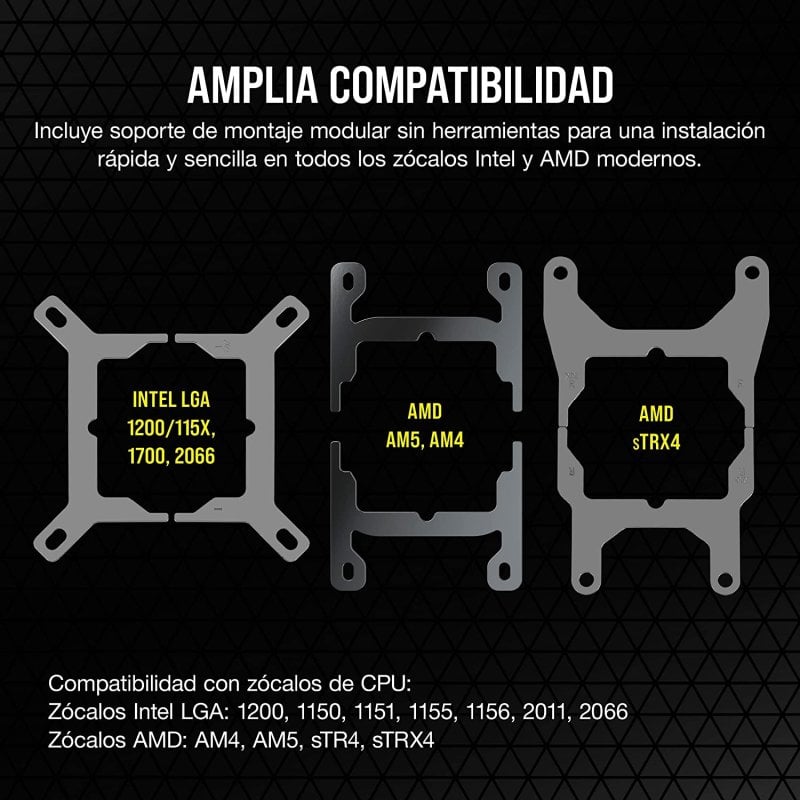 AMPLIA COMPATIBILIDAD
Incluye soporte de montaje modular sin herramientas para una instalación
rápida y sencilla en todos los zócalos Intel y AMD modernos.
INTEL LGA
1200/115X,
1700, 2066
AMD
AM5, AM4
AMD
sTRX4
Compatibilidad con zócalos de CPU:
Zócalos Intel LGA: 1200, 1150, 1151, 1155, 1156, 2011, 2066
Zócalos AMD: AM4, AM5, sTR4, sTRX4